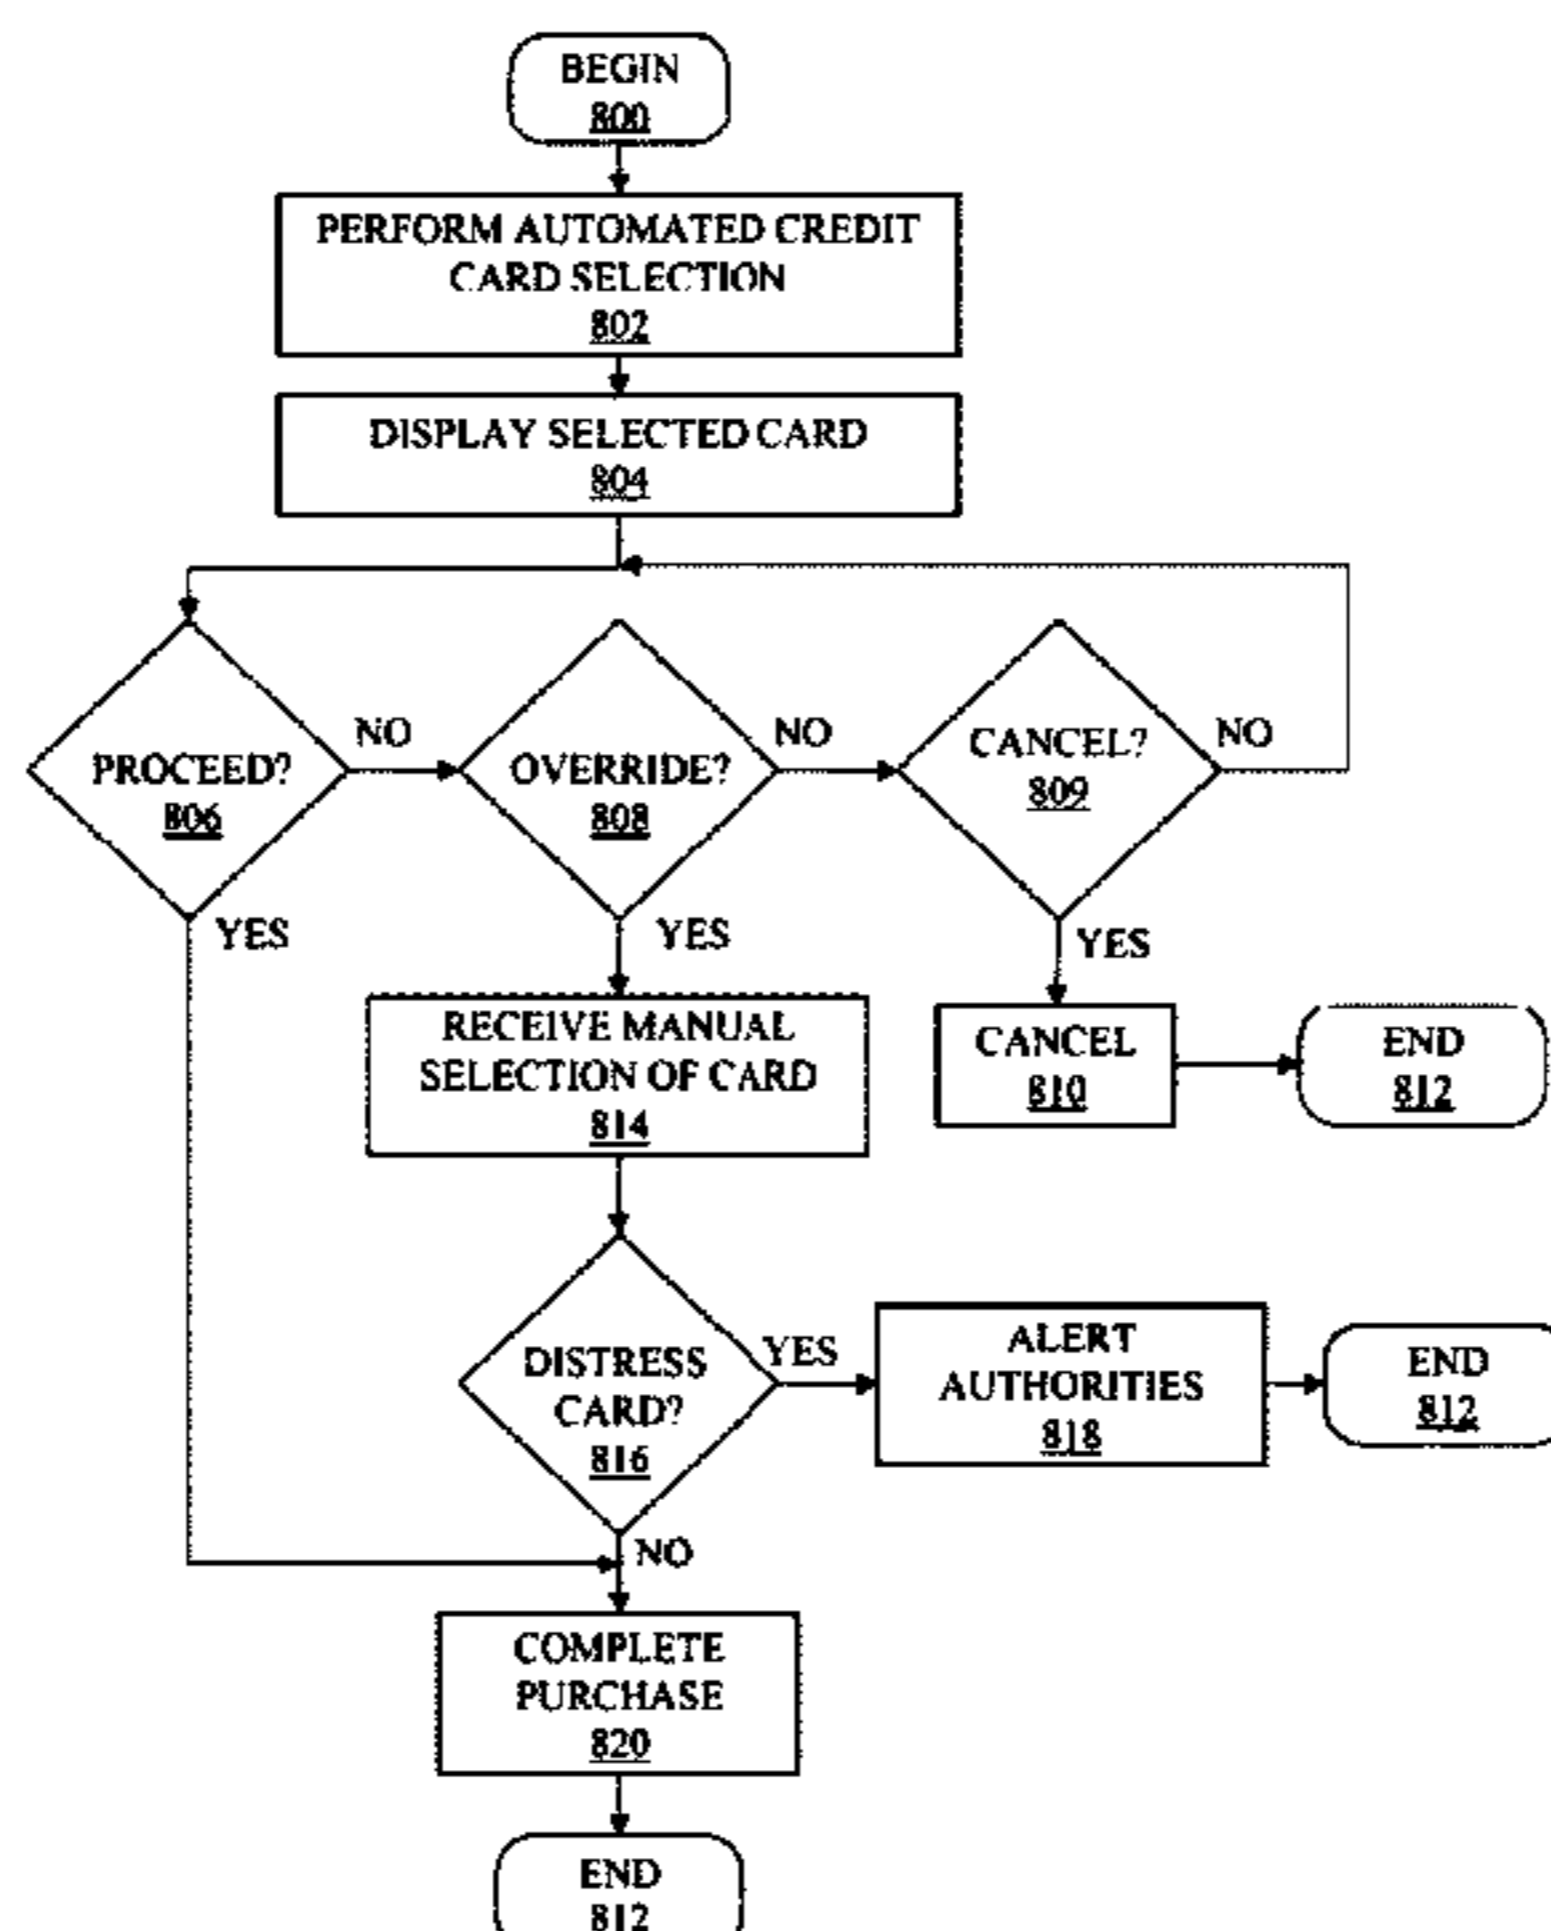 BEGIN
800
PERFORM AUTOMATED CREDIT
CARD SELECTION
802
DISPLAY SELECTED CARD
804
PROCEED?
806
NO
OVERRIDE?
808
NO
CANCEL?
809
NO
YES
YES
YES
RECEIVE MANUAL
SELECTION OF CARD
814
CANCEL
810
END
812
DISTRESS
CARD?
816
YES
ALERT
AUTHORITIES
818
END
812
NO
COMPLETE
PURCHASE
820
END
812